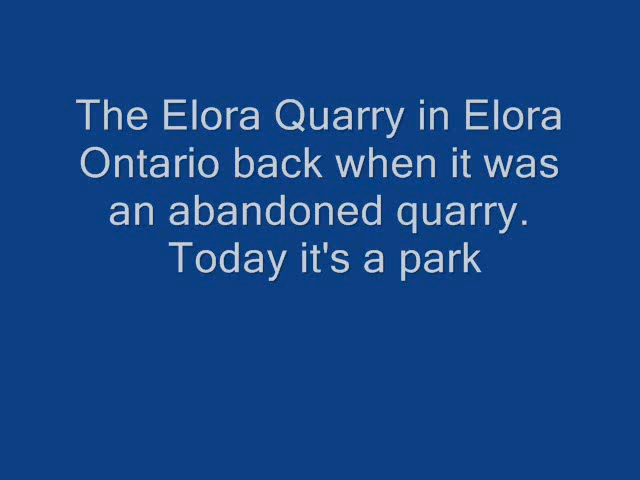 The Elora Quarry in Elora
Ontario back when it was
an abandoned quarry.
Today it's a park